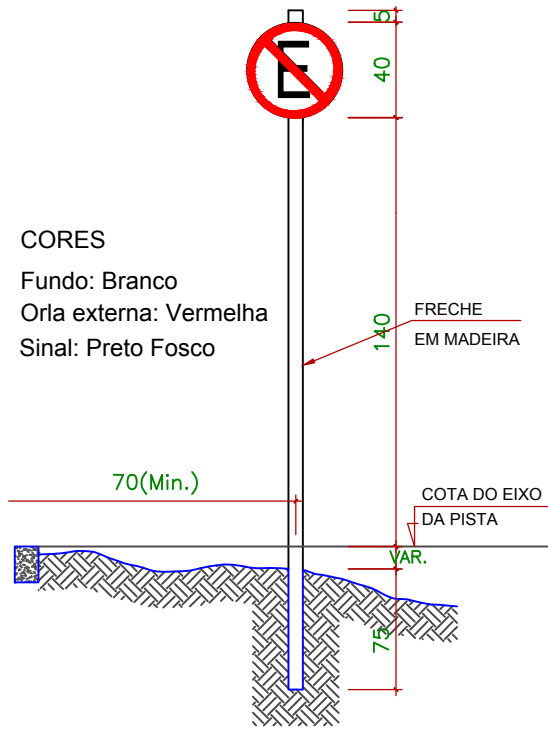 5
40
E
CORES
Fundo: Branco
Orla externa: Vermelha
Sinal: Preto Fosco
140
FRECHE
EM MADEIRA
70(Min.)
COTA DO EIXO
DA PISTA
VAR.
75